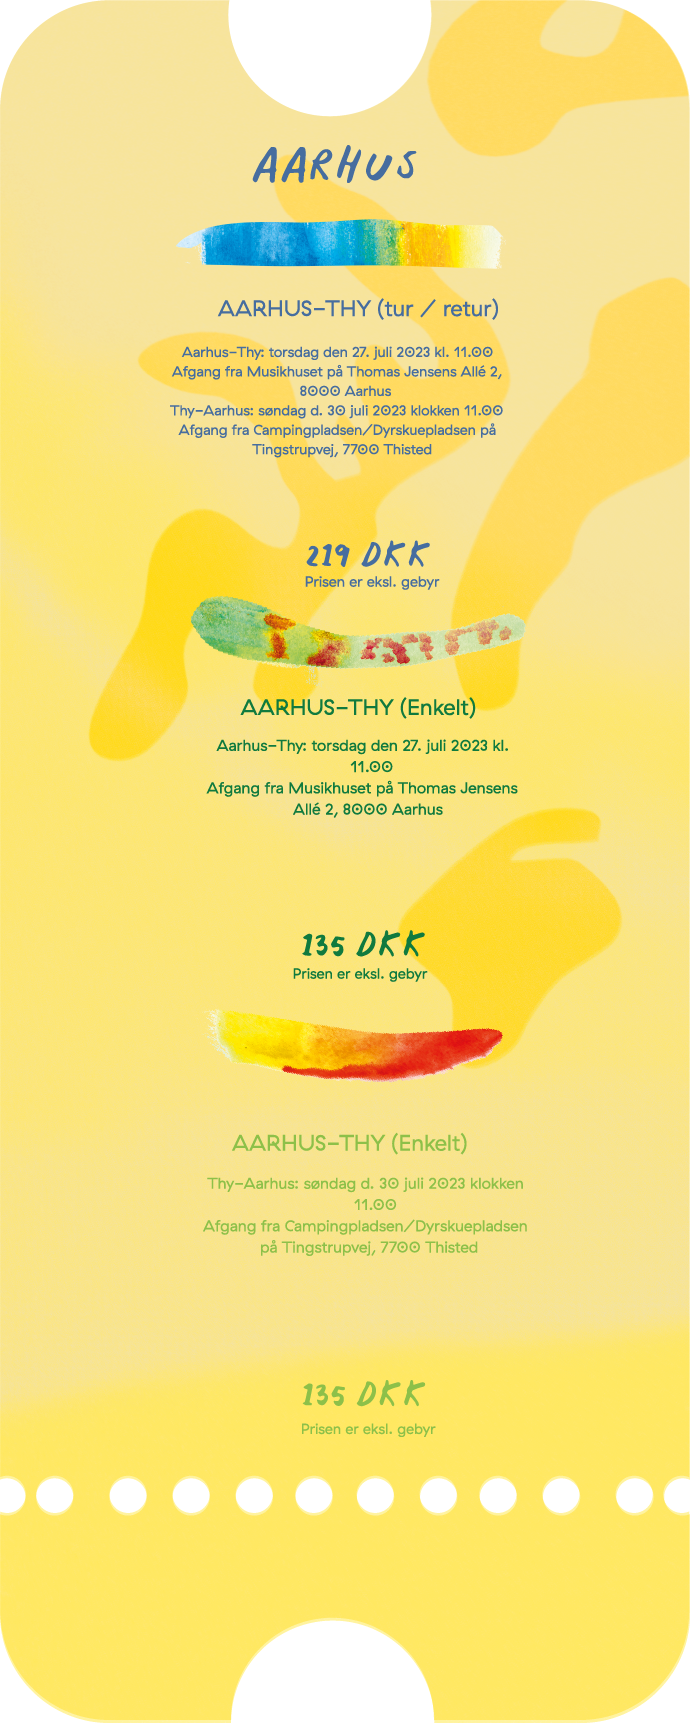 AARHUS
AARHUS-THY (tur / retur)
Aarhus-Thy: torsdag den 27. juli 2023 kl. 11.00
Afgang fra Musikhuset på Thomas Jensens Allé 2,
8000 Aarhus
Thy-Aarhus: søndag d. 30 juli 2023 klokken 11.00
Afgang fra Campingpladsen/Dyrskuepladsen på
Tingstrupvej, 7700 Thisted
219 DKK
Prisen er eksl. gebyr
AARHUS-THY (Enkelt)
Aarhus-Thy: torsdag den 27. juli 2023 kl.
11.00
Afgang fra Musikhuset på Thomas Jensens
Allé 2, 8000 Aarhus
135 DKK
Prisen er eksl. gebyr
AARHUS-THY (Enkelt)
Thy-Aarhus: søndag d. 30 juli 2023 klokken
11.00
Afgang fra Campingpladsen/Dyrskuepladsen
på Tingstrupvej, 7700 Thisted
135 DKK
Prisen er eksl. gebyr